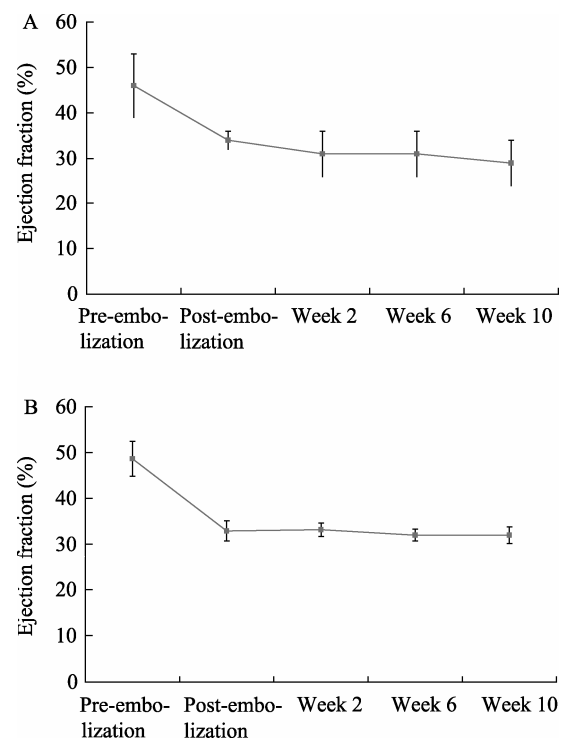 A
60
50
40
30
20
10
0
Ejection fraction (%)
Pre-embo-
lization
Post-embo-
lization
Week 2
Week 6
Week 10
B
60
50
40
30
20
10
0
Ejection fraction (%)
Pre-embo-
lization
Post-embo-
lization
Week 2
Week 6
Week 10